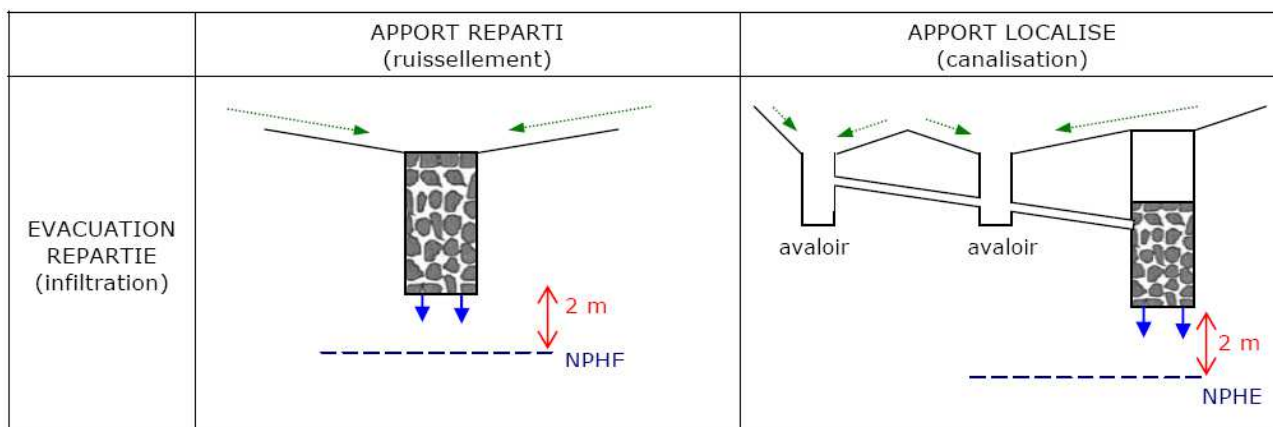 APPORT REPARTI
(ruissellement)
APPORT LOCALISE
(canalisation)
EVACUATION
REPARTIE
(infiltration)
2 m
NPHF
avaloir
avaloir
2 m
NPHE